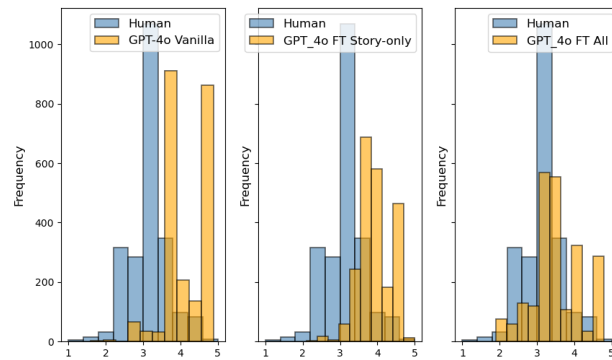 Human
GPT-4o Vanilla
Human
GPT_4o FT Story-only
Human
GPT_4o FT All
Frequency
1000
800
600
400
200
0
1 2 3 4 5
Frequency
1 2 3 4 5
Frequency
1 2 3 4 5